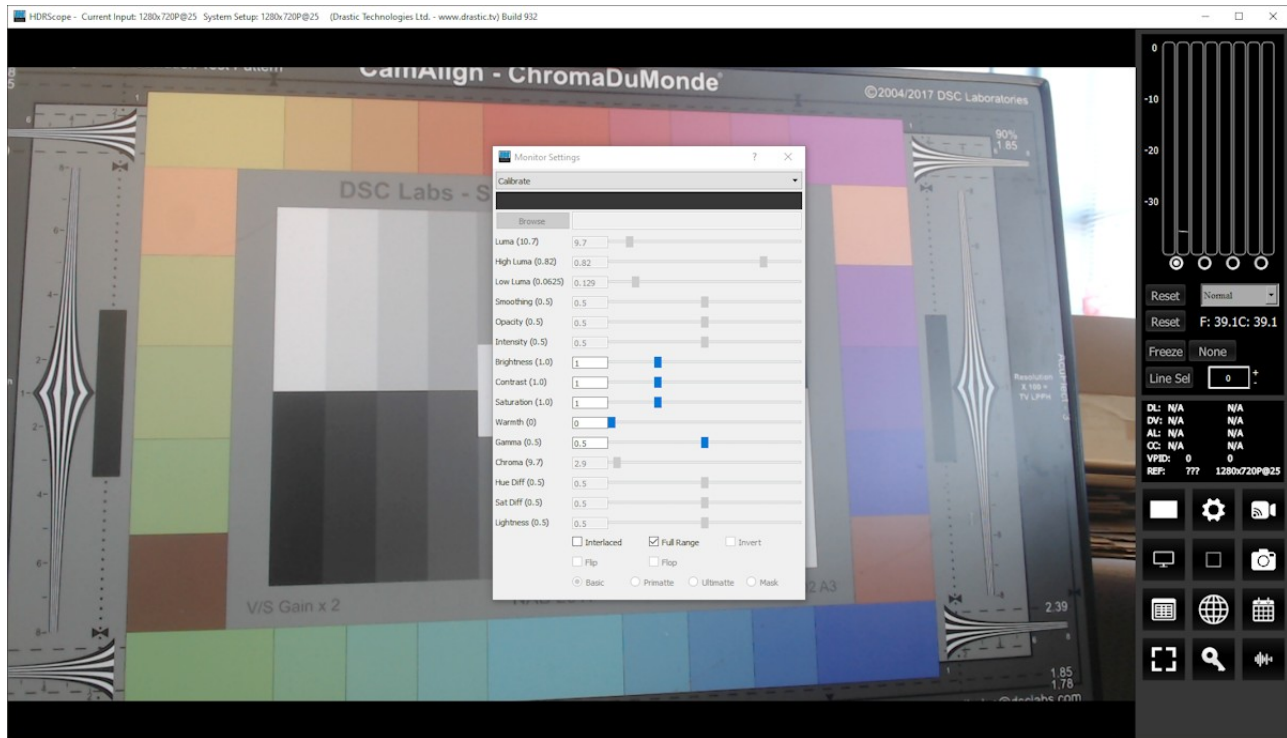 HDRScope - Current Input: 1280x720P@25 System Setup: 1280x720P@25 (Drastic Technologies Ltd. - www.drastic.tv) Build 932
CamAlign - ChromaDuMonde
©2004/2017 DSC Laboratories
90%
1.85
DSC Labs - S
Monitor Settings
Calibrate
Browse
Luma (10.7) 9.7
High Luma (0.82) 0.82
Low Luma (0.0625) 0.129
Smoothing (0.5) 0.5
Opacity (0.5) 0.5
Intensity (0.5) 0.5
Brightness (1.0) 1
Contrast (1.0) 1
Saturation (1.0) 1
Warmth (0) 0
Gamma (0.5) 0.5
Chroma (9.7) 2.9
Hue Diff (0.5) 0.5
Sat Diff (0.5) 0.5
Lightness (0.5) 0.5
Interlaced Full Range Invert
Flip Flop
Basic Primatte Ultimatte Mask
Resolution
X 100 =
TV LPPH
V/S Gain x 2
2.39
1.85
1.78
0
-10
-20
-30
Reset Normal
Reset F: 39.1C: 39.1
Freeze None
Line Sel 0 + -
DL: N/A N/A
DV: N/A N/A
AL: N/A N/A
CC: N/A N/A
VPID: 0 0
REF: ??? 1280x720P@25